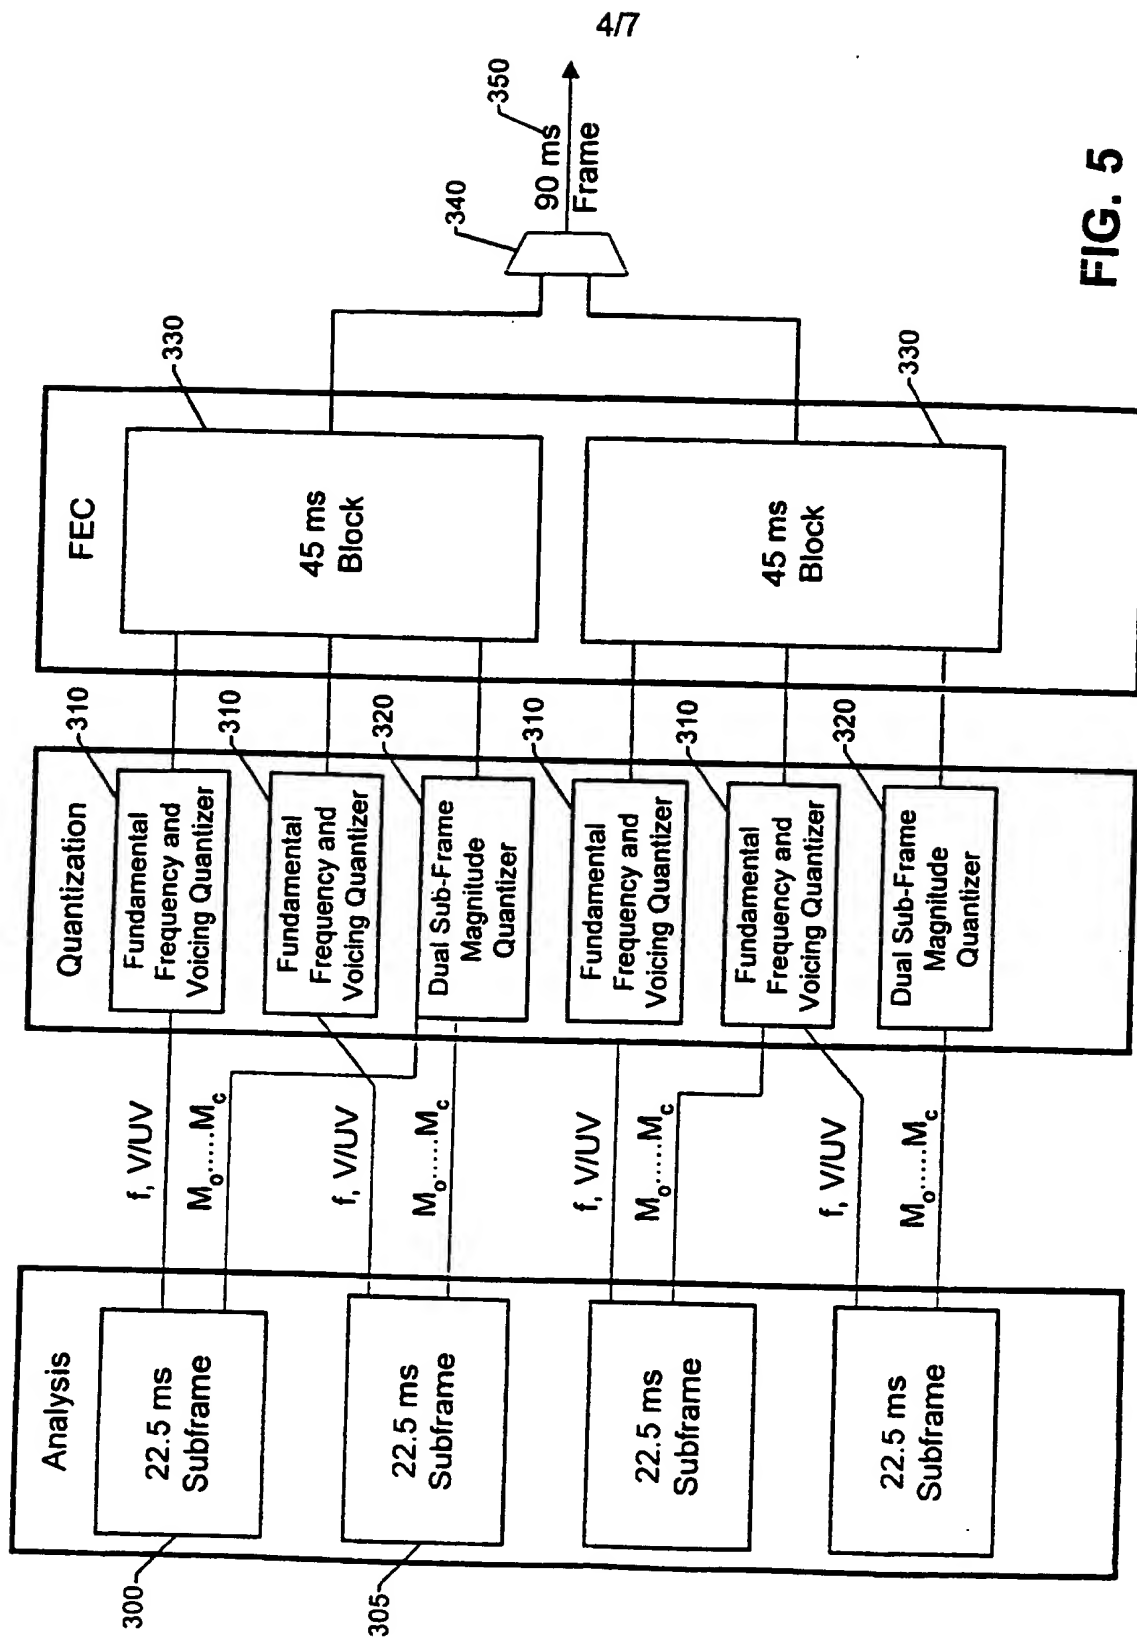 4/7
Analysis
22.5 ms
Subframe
22.5 ms
Subframe
22.5 ms
Subframe
22.5 ms
Subframe
300
305
f, V/UV
M₀.....M_c
f, V/UV
M₀.....M_c
f, V/UV
M₀.....M_c
f, V/UV
M₀.....M_c
Quantization
Fundamental
Frequency and
Voicing Quantizer
310
Fundamental
Frequency and
Voicing Quantizer
310
Dual Sub-Frame
Magnitude
Quantizer
320
Fundamental
Frequency and
Voicing Quantizer
310
Fundamental
Frequency and
Voicing Quantizer
310
Dual Sub-Frame
Magnitude
Quantizer
320
FEC
45 ms
Block
330
45 ms
Block
330
340
90 ms
Frame
350
FIG. 5